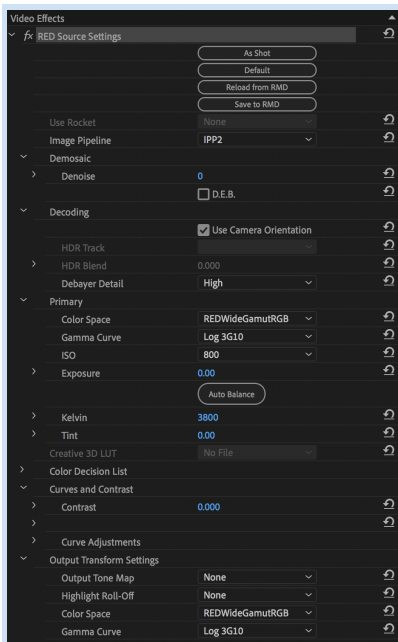 Video Effects
fx RED Source Settings
As Shot
Default
Reload from RMD
Save to RMD
Use Rocket None
Image Pipeline IPP2
Demosaic
Denoise 0
D.E.B.
Decoding
Use Camera Orientation
HDR Track
HDR Blend 0.000
Debayer Detail High
Primary
Color Space REDWideGamutRGB
Gamma Curve Log 3G10
ISO 800
Exposure 0.00
Auto Balance
Kelvin 3800
Tint 0.00
Creative 3D LUT No File
Color Decision List
Curves and Contrast
Contrast 0.000
Curve Adjustments
Output Transform Settings
Output Tone Map None
Highlight Roll-Off None
Color Space REDWideGamutRGB
Gamma Curve Log 3G10